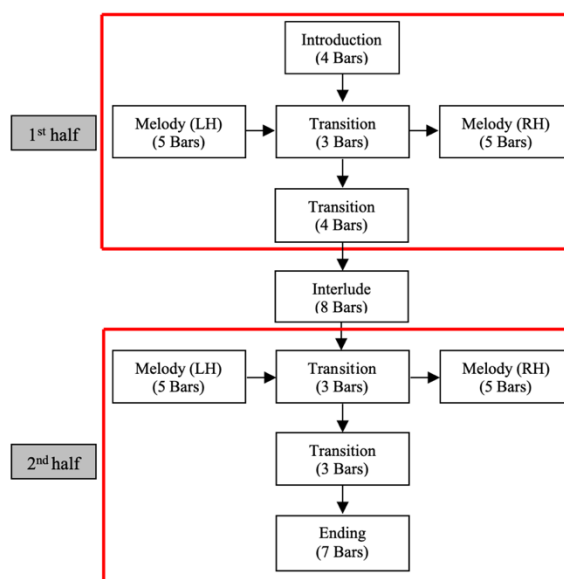 Introduction
(4 Bars)
1st half
Melody (LH)
(5 Bars)
Transition
(3 Bars)
Melody (RH)
(5 Bars)
Transition
(4 Bars)
Interlude
(8 Bars)
Melody (LH)
(5 Bars)
Transition
(3 Bars)
Melody (RH)
(5 Bars)
2nd half
Transition
(3 Bars)
Ending
(7 Bars)